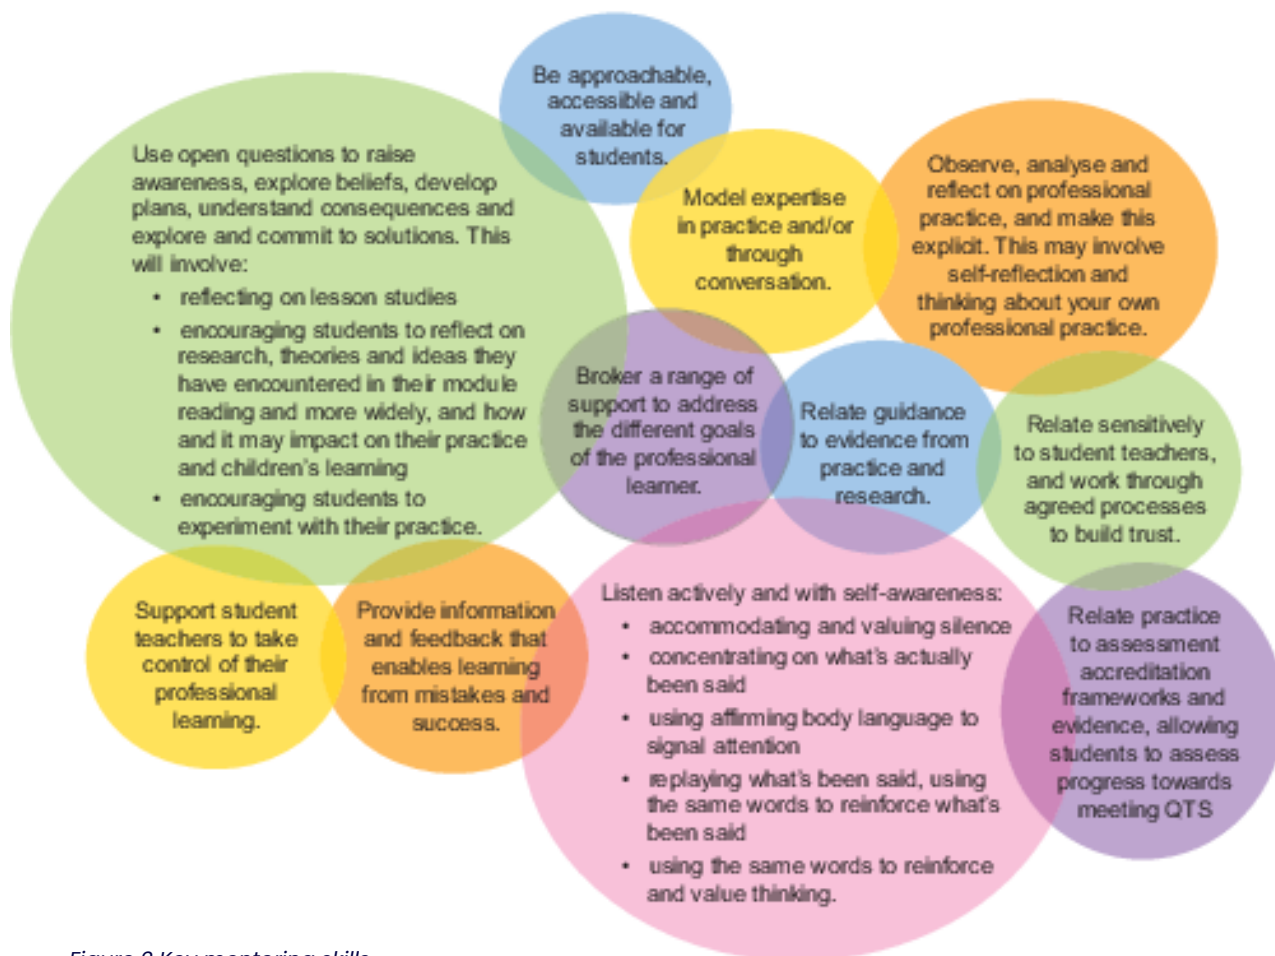 Be approachable,
accessible and
available for
students.
Use open questions to raise
awareness, explore beliefs, develop
plans, understand consequences and
explore and commit to solutions. This
will involve:
• reflecting on lesson studies
• encouraging students to reflect on
research, theories and ideas they
have encountered in their module
reading and more widely, and how
and it may impact on their practice
and children's learning
• encouraging students to
experiment with their practice.
Model expertise
in practice and/or
through
conversation.
Observe, analyse and
reflect on professional
practice, and make this
explicit. This may involve
self-reflection and
thinking about your own
professional practice.
Broker a range of
support to address
the different goals
of the professional
learner.
Relate guidance
to evidence from
practice and
research.
Relate sensitively
to student teachers,
and work through
agreed processes
to build trust.
Support student
teachers to take
control of their
professional
learning.
Provide information
and feedback that
enables learning
from mistakes and
success.
Listen actively and with self-awareness:
• accommodating and valuing silence
• concentrating on what's actually
been said
• using affirming body language to
signal attention
• replaying what's been said, using
the same words to reinforce what's
been said
• using the same words to reinforce
and value thinking.
Relate practice
to assessment
accreditation
frameworks and
evidence, allowing
students to assess
progress towards
meeting QTS
Key mentoring skills